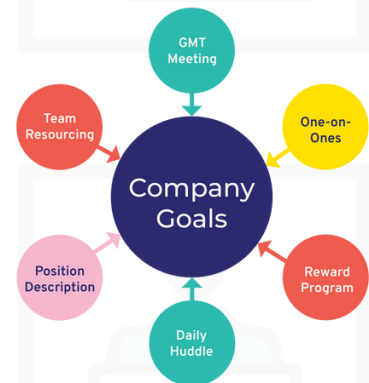 GMT
Meeting
Team
Resourcing
One-on-
Ones
Company
Goals
Position
Description
Reward
Program
Daily
Huddle